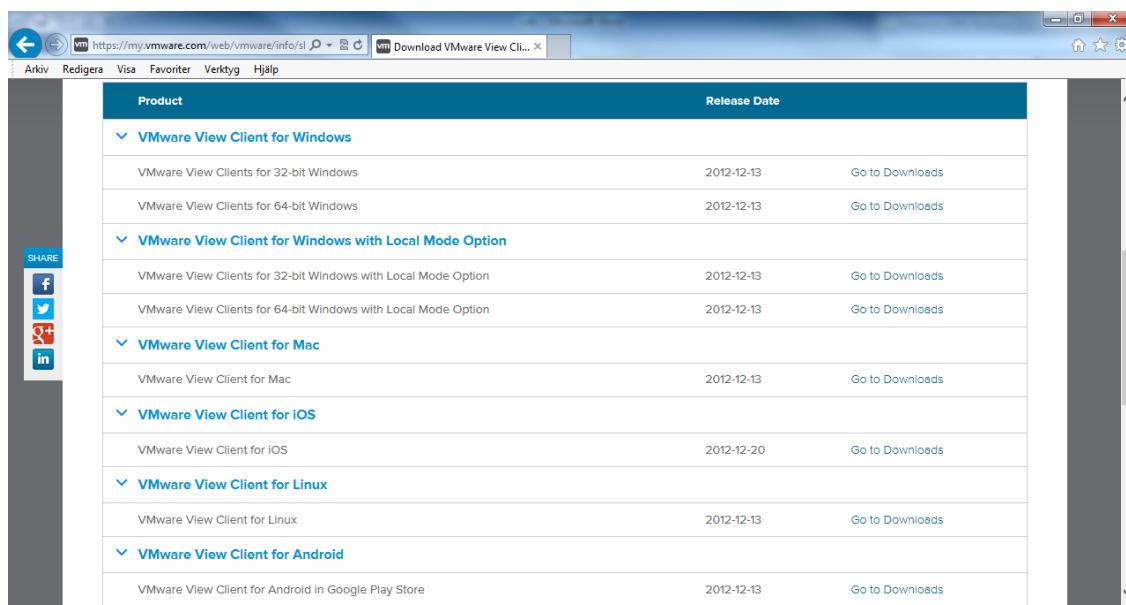 https://my.vmware.com/web/vmware/info/sl
vm Download VMware View Cli...
Arkiv Redigera Visa Favoriter Verktyg Hjälp
Product Release Date
VMware View Client for Windows
VMware View Clients for 32-bit Windows 2012-12-13 Go to Downloads
VMware View Clients for 64-bit Windows 2012-12-13 Go to Downloads
VMware View Client for Windows with Local Mode Option
SHARE
VMware View Clients for 32-bit Windows with Local Mode Option 2012-12-13 Go to Downloads
VMware View Clients for 64-bit Windows with Local Mode Option 2012-12-13 Go to Downloads
VMware View Client for Mac
VMware View Client for Mac 2012-12-13 Go to Downloads
VMware View Client for iOS
VMware View Client for iOS 2012-12-20 Go to Downloads
VMware View Client for Linux
VMware View Client for Linux 2012-12-13 Go to Downloads
VMware View Client for Android
VMware View Client for Android in Google Play Store 2012-12-13 Go to Downloads